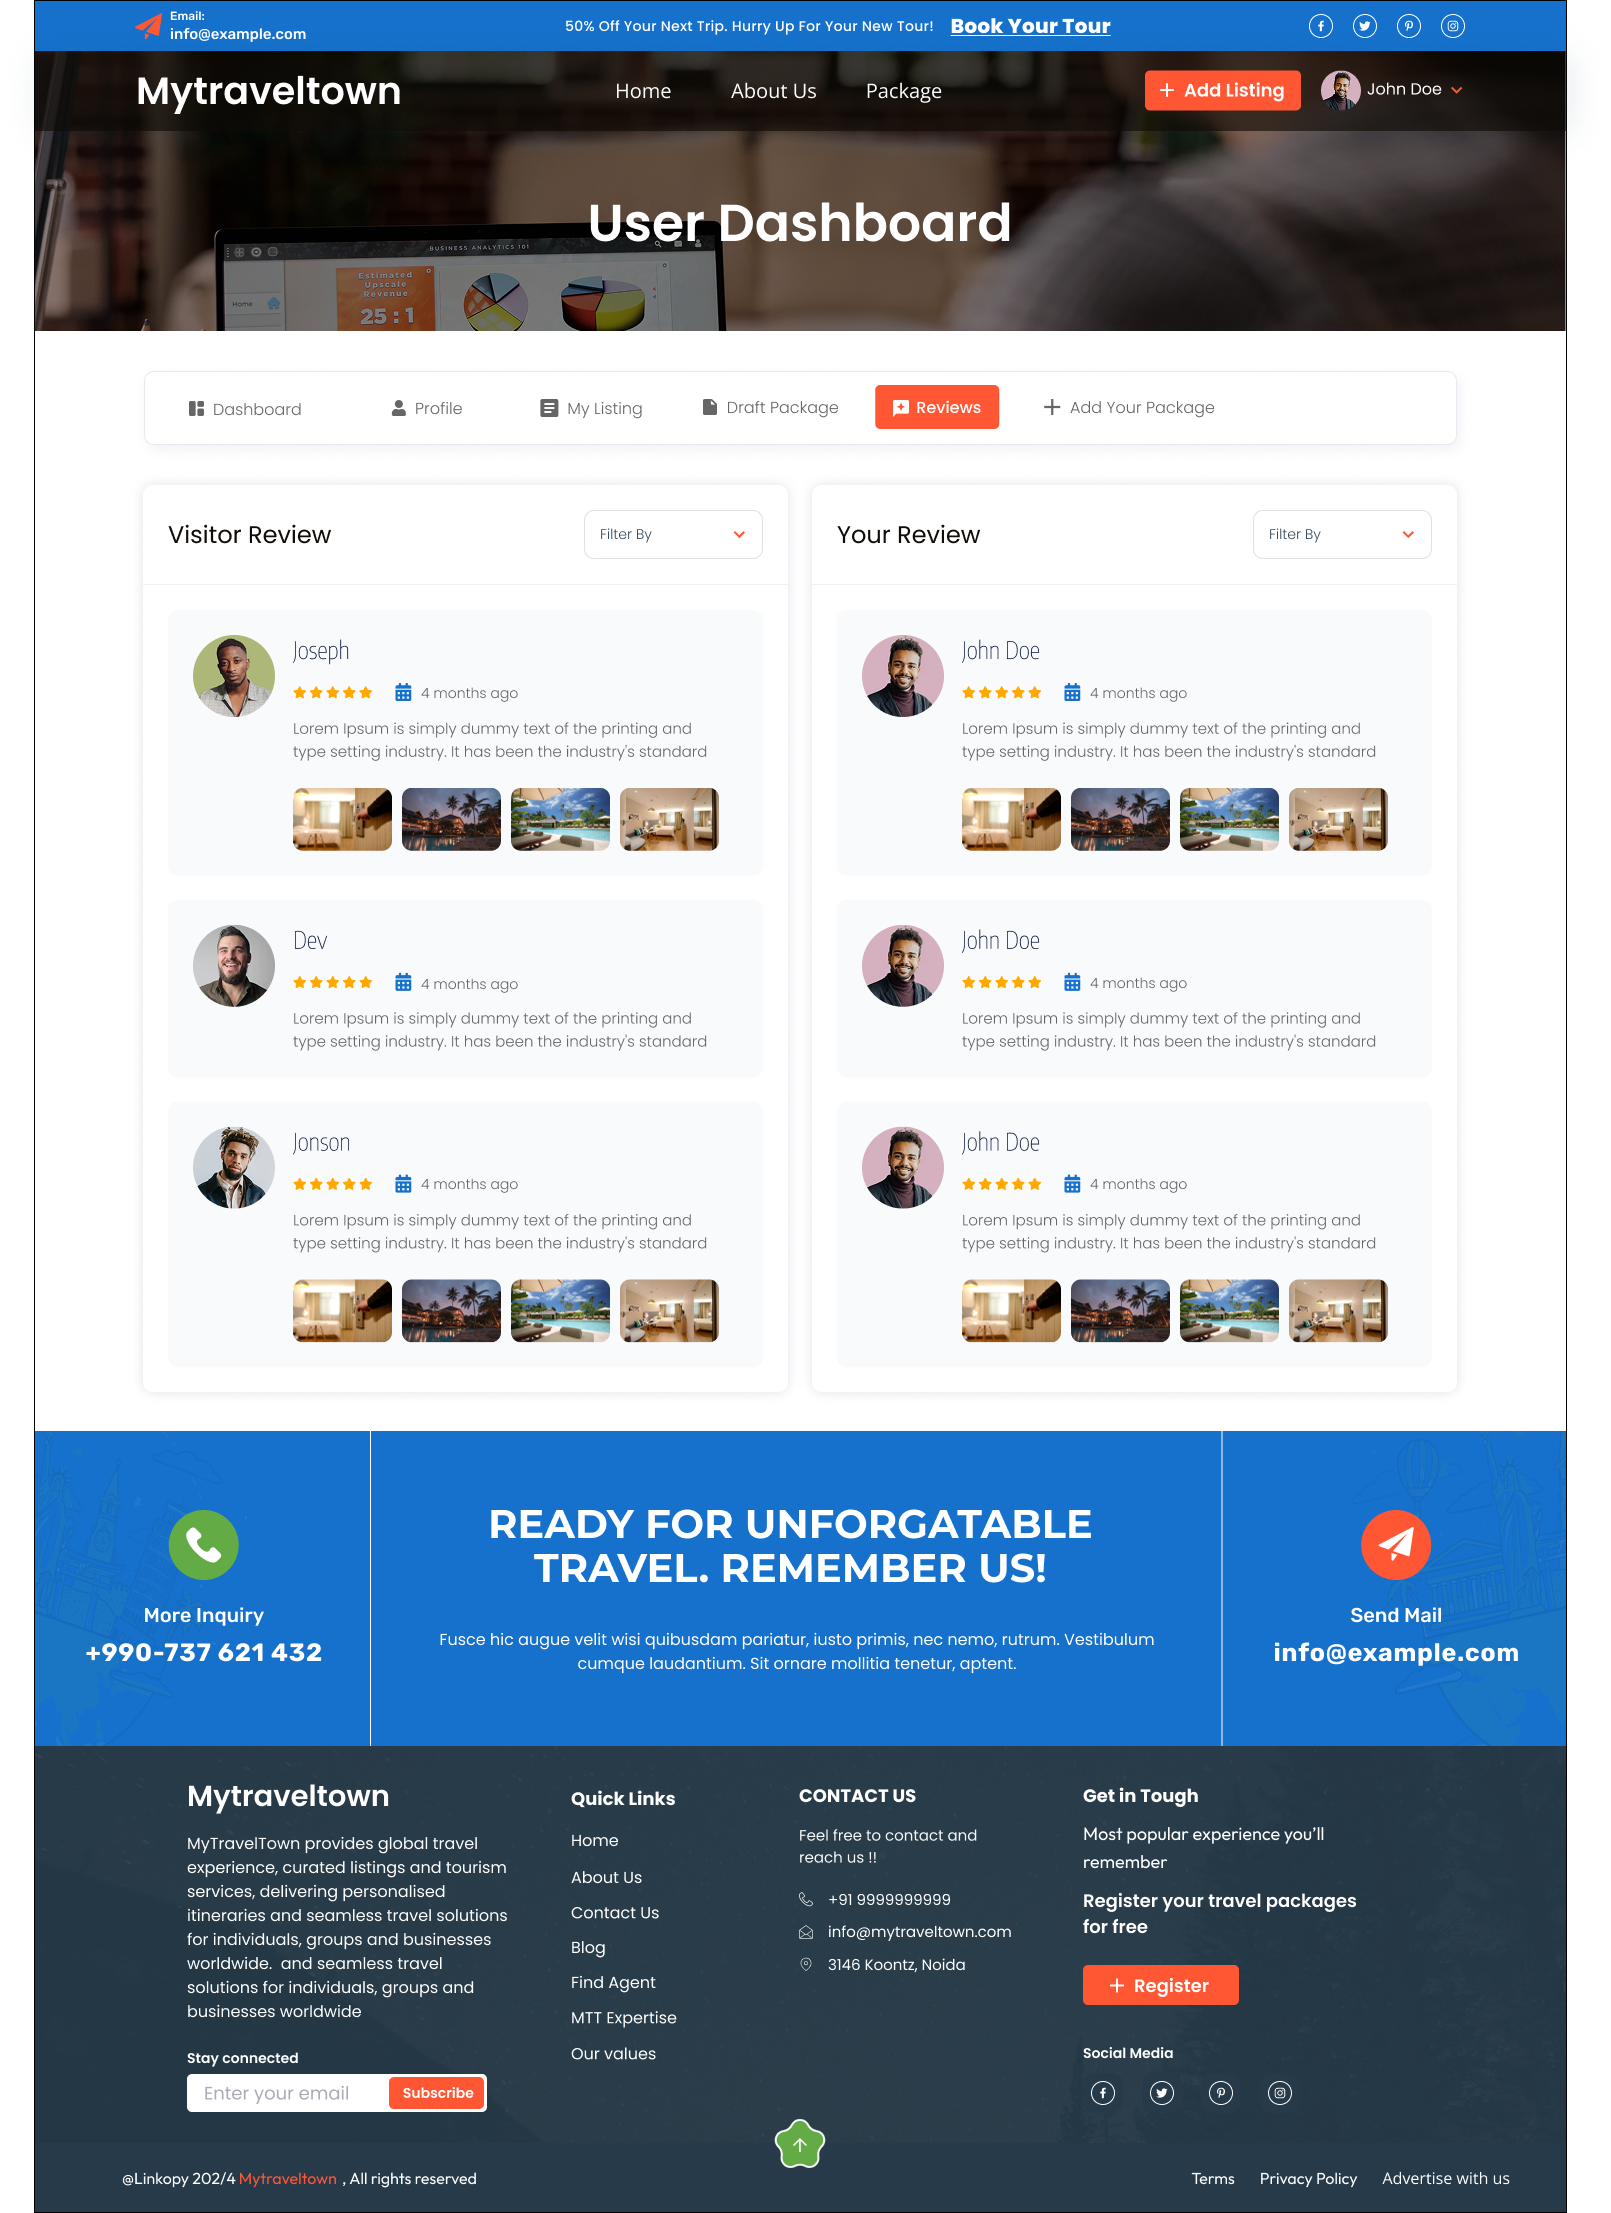 Email:
info@example.com
50% Off Your Next Trip. Hurry Up For Your New Tour! Book Your Tour
Mytraveltown
Home About Us Package
Add Listing
John Doe
User Dashboard
BUSINESS ANALYTICS 101
Home
Estimated
Upscale
Revenue
25 : 1
Dashboard Profile My Listing Draft Package Reviews Add Your Package
Visitor Review
Filter By
Joseph
4 months ago
Lorem Ipsum is simply dummy text of the printing and
type setting industry. It has been the industry's standard
Dev
4 months ago
Lorem Ipsum is simply dummy text of the printing and
type setting industry. It has been the industry's standard
Jonson
4 months ago
Lorem Ipsum is simply dummy text of the printing and
type setting industry. It has been the industry's standard
Your Review
Filter By
John Doe
4 months ago
Lorem Ipsum is simply dummy text of the printing and
type setting industry. It has been the industry's standard
John Doe
4 months ago
Lorem Ipsum is simply dummy text of the printing and
type setting industry. It has been the industry's standard
John Doe
4 months ago
Lorem Ipsum is simply dummy text of the printing and
type setting industry. It has been the industry's standard
More Inquiry
+990-737 621 432
READY FOR UNFORGATABLE
TRAVEL. REMEMBER US!
Fusce hic augue velit wisi quibusdam pariatur, iusto primis, nec nemo, rutrum. Vestibulum
cumque laudantium. Sit ornare mollitia tenetur, aptent.
Send Mail
info@example.com
Mytraveltown
MyTravelTown provides global travel
experience, curated listings and tourism
services, delivering personalised
itineraries and seamless travel solutions
for individuals, groups and businesses
worldwide. and seamless travel
solutions for individuals, groups and
businesses worldwide
Stay connected
Enter your email
Subscribe
Quick Links
Home
About Us
Contact Us
Blog
Find Agent
MTT Expertise
Our values
CONTACT US
Feel free to contact and
reach us !!
+91 9999999999
info@mytraveltown.com
3146 Koontz, Noida
Get in Tough
Most popular experience you'll
remember
Register your travel packages
for free
Register
Social Media
@Linkopy 202/4 Mytraveltown , All rights reserved
Terms Privacy Policy Advertise with us